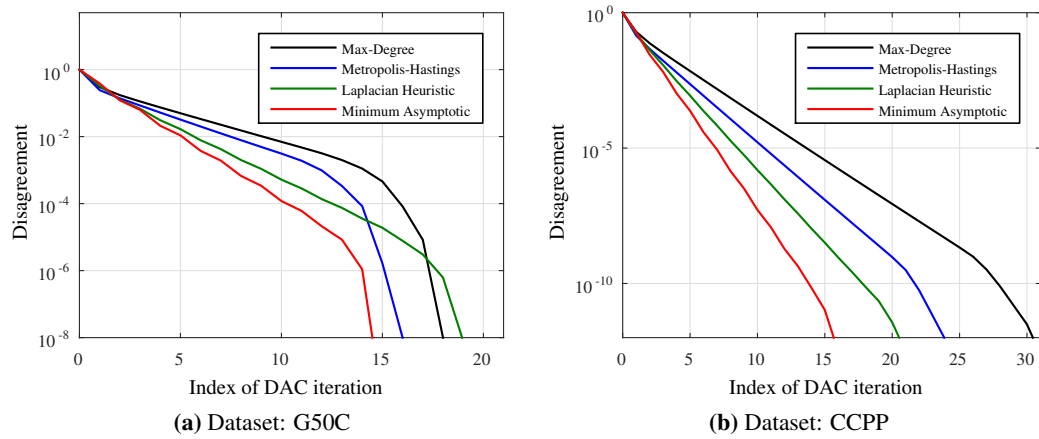 Max-Degree
Metropolis-Hastings
Laplacian Heuristic
Minimum Asymptotic
10^0
10^-2
10^-4
10^-6
10^-8
Disagreement
0 5 10 15 20
Index of DAC iteration
(a) Dataset: G50C
Max-Degree
Metropolis-Hastings
Laplacian Heuristic
Minimum Asymptotic
10^0
10^-5
10^-10
Disagreement
0 5 10 15 20 25 30
Index of DAC iteration
(b) Dataset: CCPP